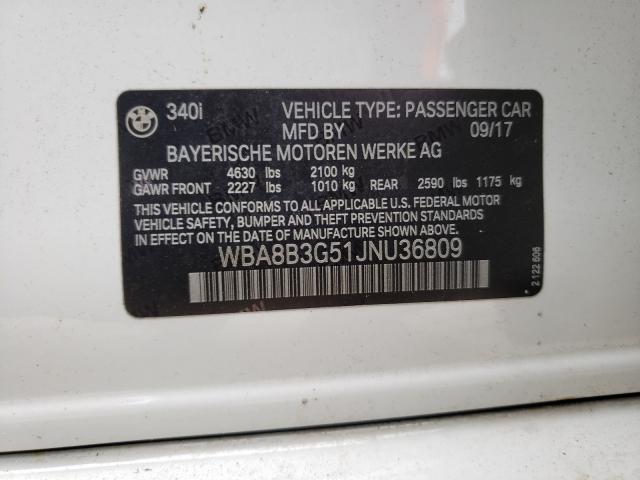 BMW 340i VEHICLE TYPE: PASSENGER CAR
MFD BY 09/17
BAYERISCHE MOTOREN WERKE AG
GVWR 4630 lbs 2100 kg
GAWR FRONT 2227 lbs 1010 kg REAR 2590 lbs 1175 kg
THIS VEHICLE CONFORMS TO ALL APPLICABLE U.S. FEDERAL MOTOR
VEHICLE SAFETY, BUMPER AND THEFT PREVENTION STANDARDS
IN EFFECT ON THE DATE OF MANUFACTURE SHOWN ABOVE.
WBA8B3G51JNU36809
2 122 606